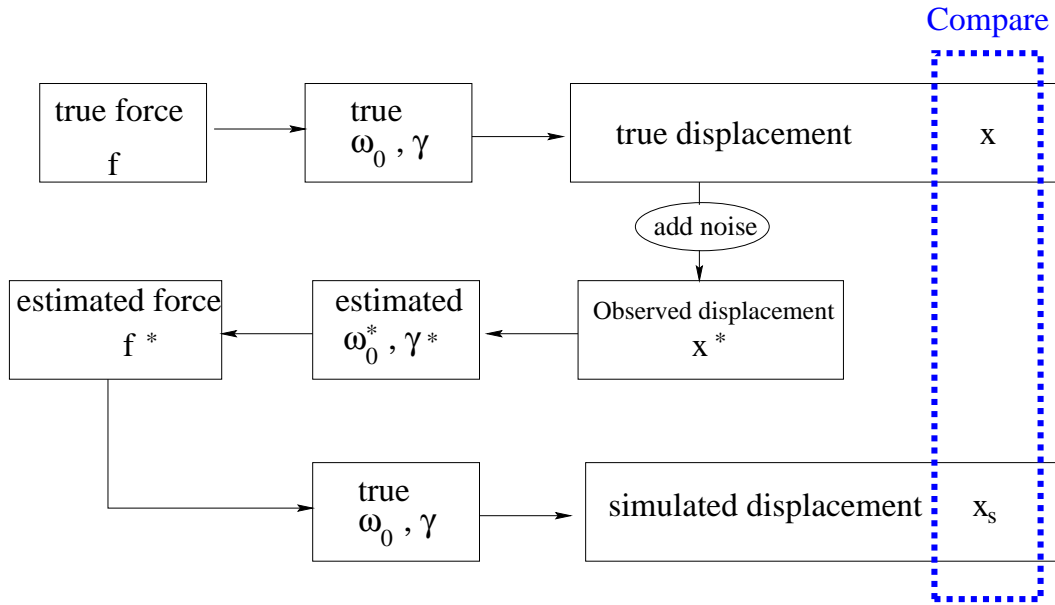 Compare
true force
f
true
ω₀ , γ
true displacement
x
add noise
estimated force
f *
estimated
ω₀* , γ*
Observed displacement
x *
true
ω₀ , γ
simulated displacement
xₛ